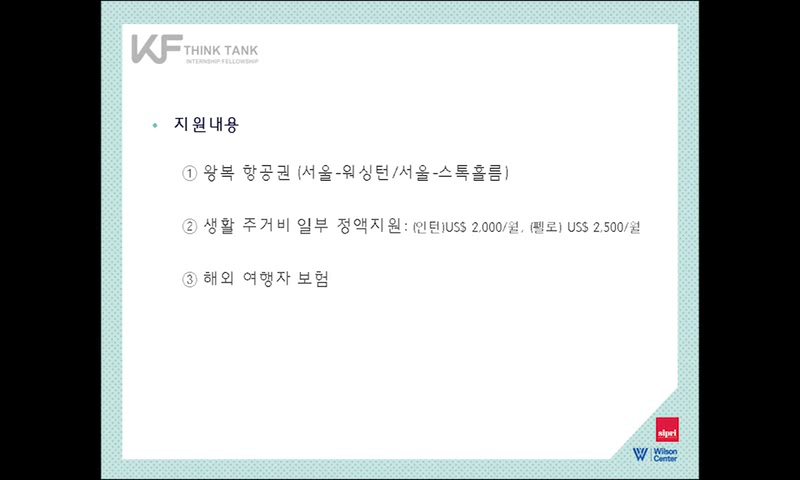 KF THINK TANK
INTERNSHIP/FELLOWSHIP
• 지원내용
① 왕복 항공권 (서울-워싱턴/서울-스톡홀름)
② 생활 주거비 일부 정액지원: (인턴)US$ 2,000/월, (펠로) US$ 2,500/월
③ 해외 여행자 보험
sipri
W Wilson
Center